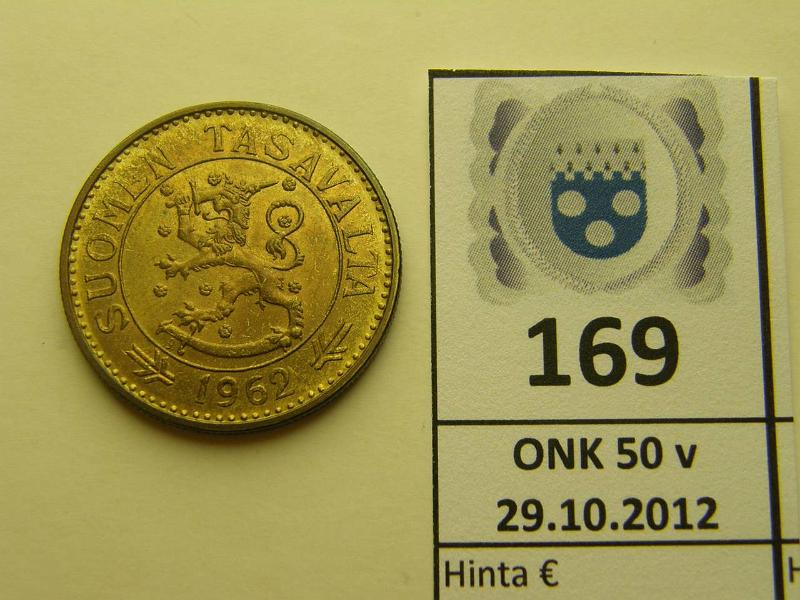 SUOMEN TASAVALTA
1962
169
ONK 50 v
29.10.2012
Hinta €
H